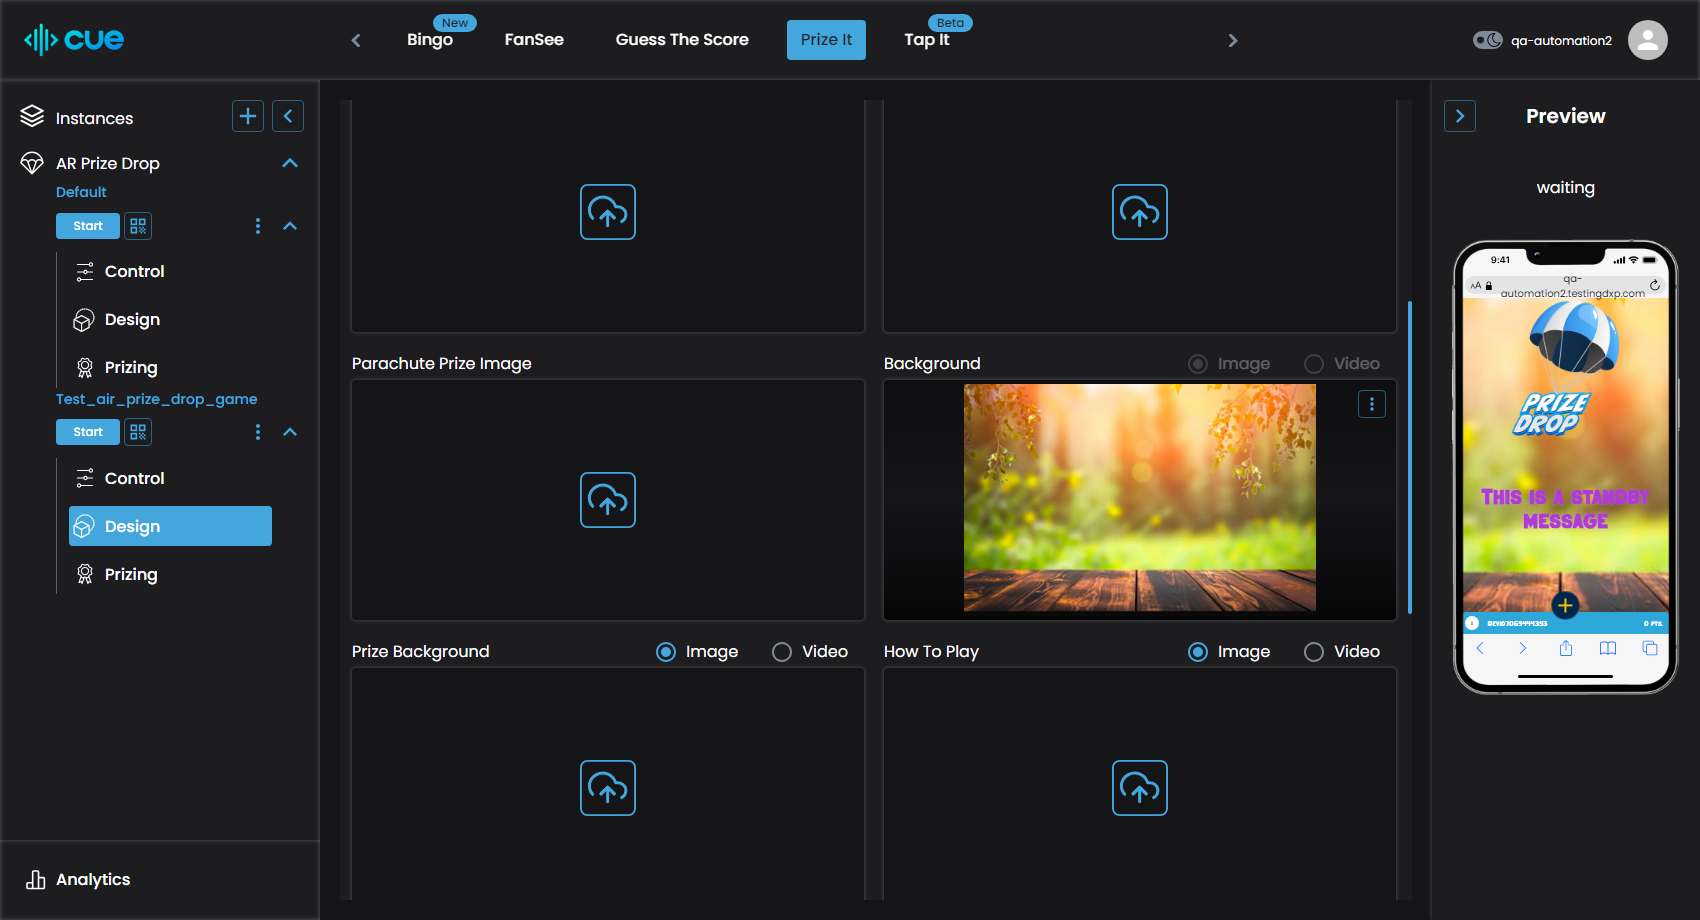 cue
New
Bingo
FanSee
Guess The Score
Prize It
Beta
Tap It
qa-automation2
Instances
AR Prize Drop
Default
Start
Control
Design
Prizing
Test_air_prize_drop_game
Start
Control
Design
Prizing
Analytics
Parachute Prize Image
Background
Image
Video
Prize Background
Image
Video
How To Play
Image
Video
Preview
waiting
9:41
AA
qa-
automation2.testingdxp.com
PRIZE
DROP
This is a standby
message
DEVID7065444353
0 PTS.